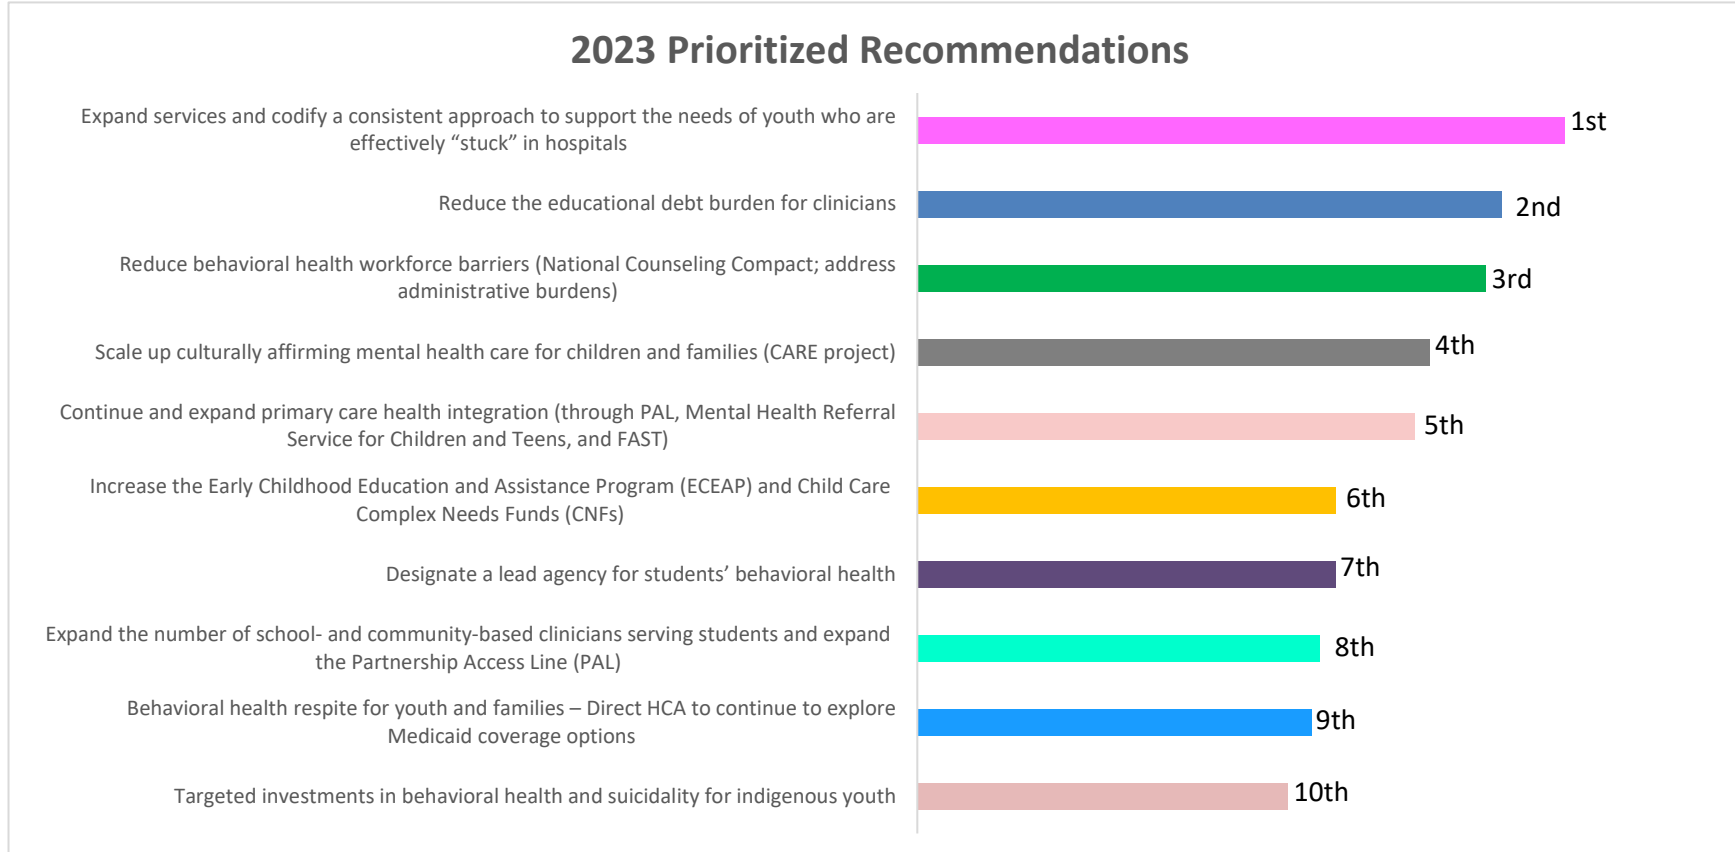 2023 Prioritized Recommendations
Expand services and codify a consistent approach to support the needs of youth who are
effectively “stuck” in hospitals
1st
Reduce the educational debt burden for clinicians
2nd
Reduce behavioral health workforce barriers (National Counseling Compact; address
administrative burdens)
3rd
Scale up culturally affirming mental health care for children and families (CARE project)
4th
Continue and expand primary care health integration (through PAL, Mental Health Referral
Service for Children and Teens, and FAST)
5th
Increase the Early Childhood Education and Assistance Program (ECEAP) and Child Care
Complex Needs Funds (CNFs)
6th
Designate a lead agency for students’ behavioral health
7th
Expand the number of school- and community-based clinicians serving students and expand
the Partnership Access Line (PAL)
8th
Behavioral health respite for youth and families – Direct HCA to continue to explore
Medicaid coverage options
9th
Targeted investments in behavioral health and suicidality for indigenous youth
10th